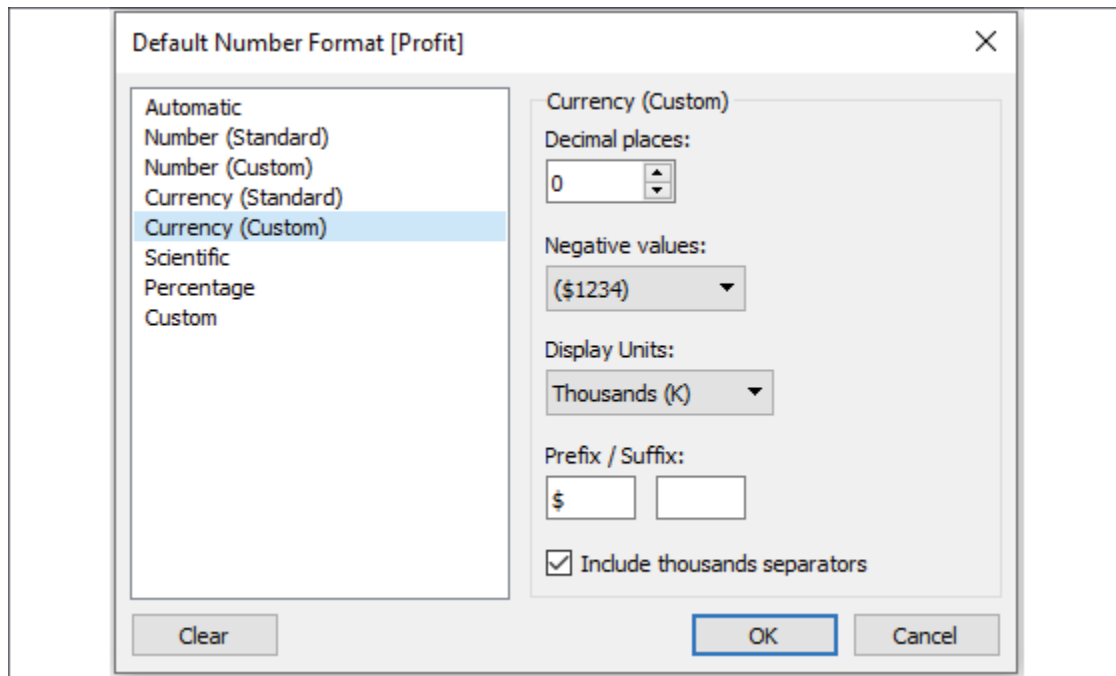 Default Number Format [Profit]
Automatic
Number (Standard)
Number (Custom)
Currency (Standard)
Currency (Custom)
Scientific
Percentage
Custom
Currency (Custom)
Decimal places:
0
Negative values:
($1234)
Display Units:
Thousands (K)
Prefix / Suffix:
$
Include thousands separators
Clear
OK
Cancel